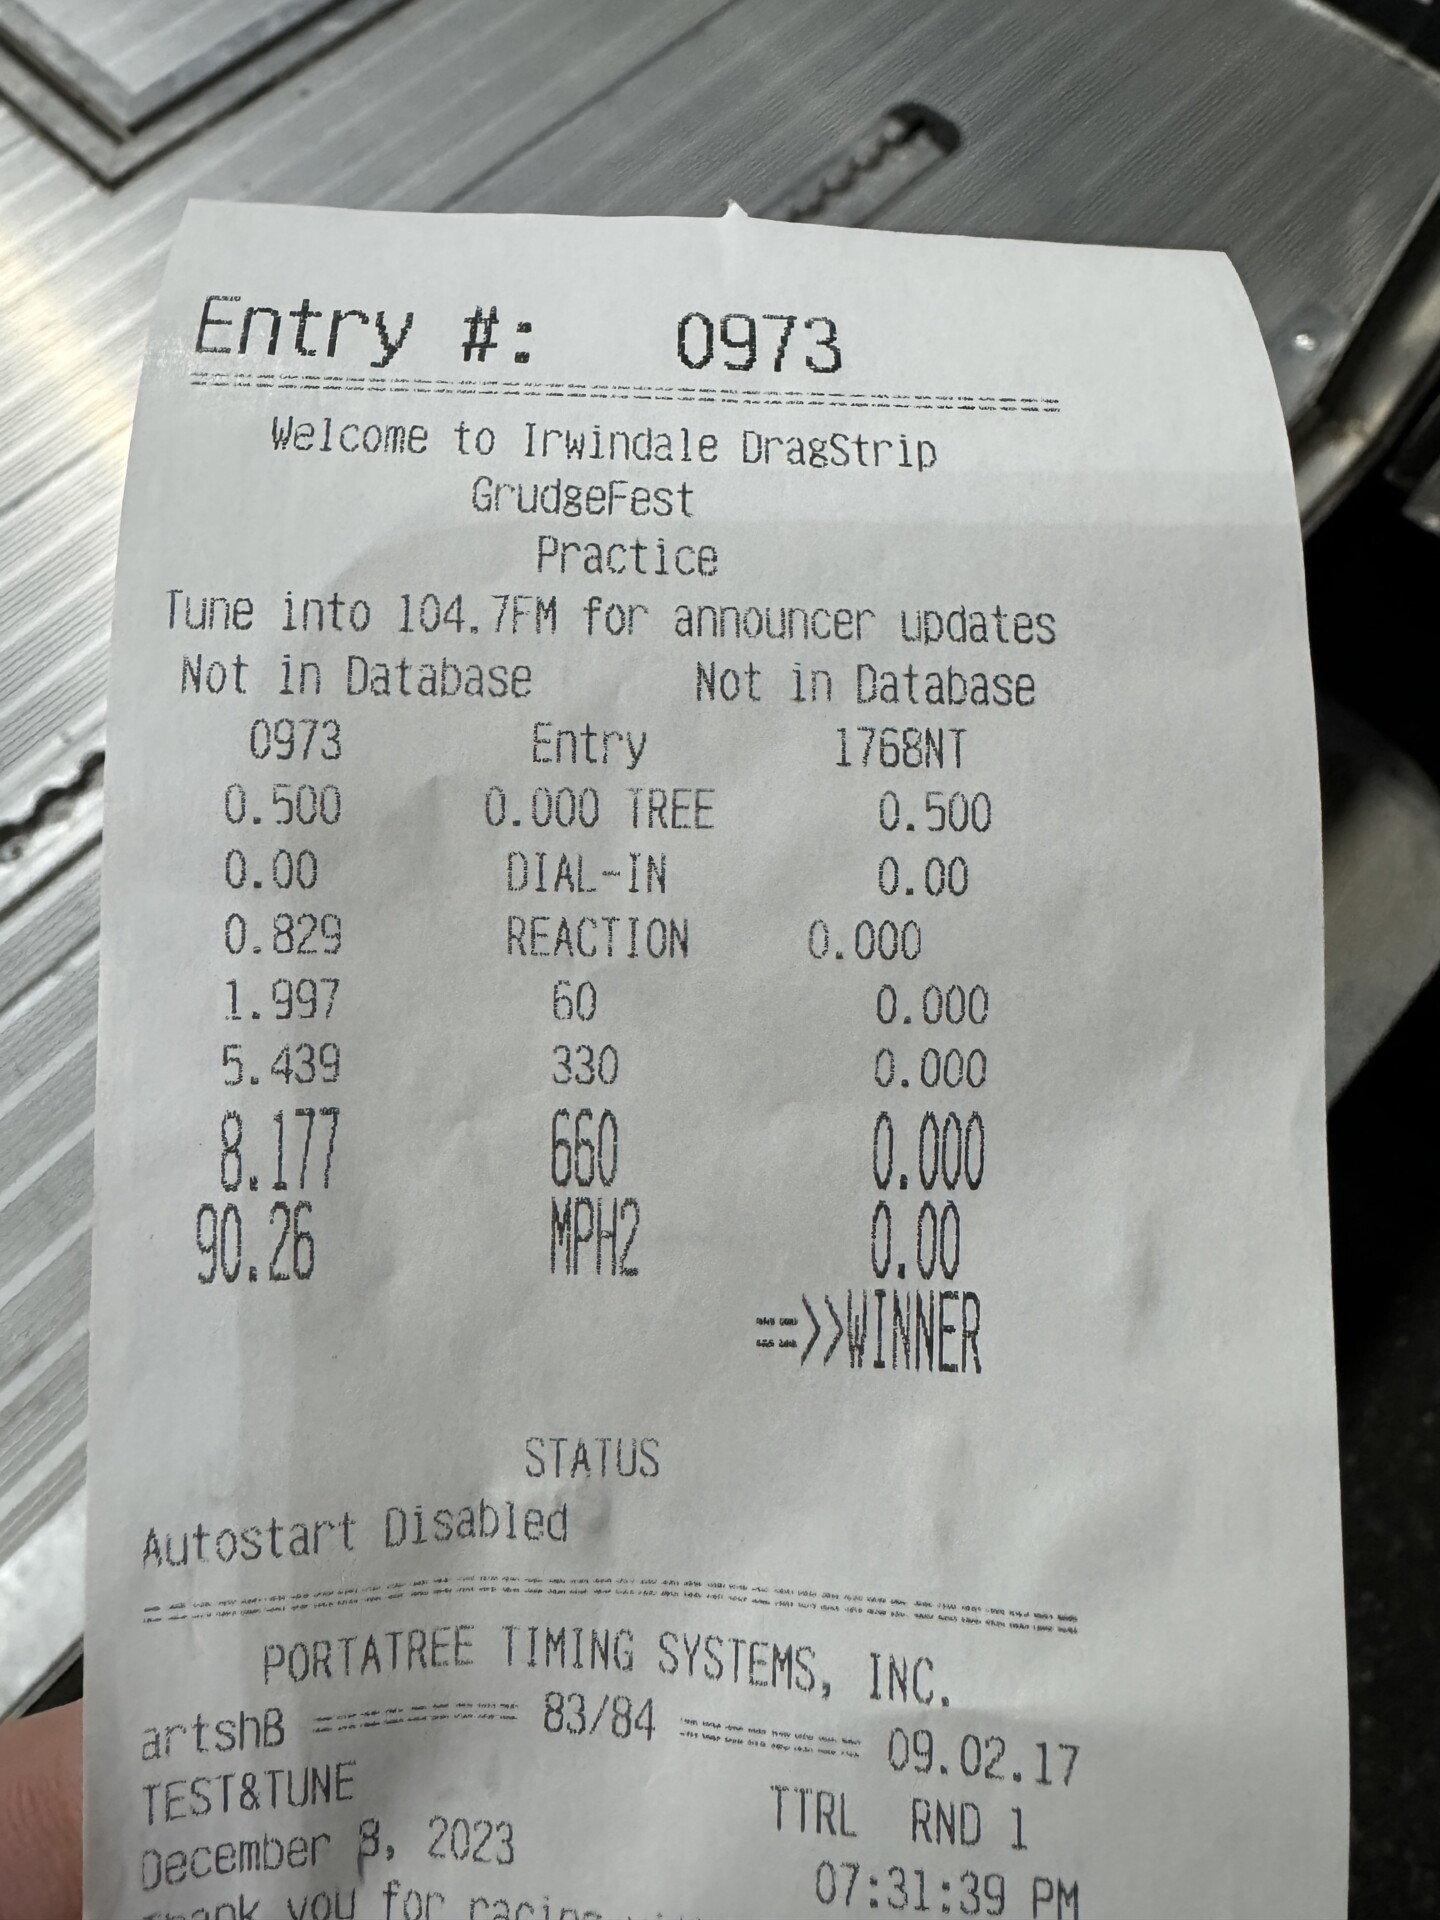 Entry #: 0973
Welcome to Irwindale DragStrip
GrudgeFest
Practice
Tune into 104.7FM for announcer updates
Not in Database Not in Database
0973 Entry 1768NT
0.500 0.000 TREE 0.500
0.00 DIAL-IN 0.00
0.829 REACTION 0.000
1.997 60 0.000
5.439 330 0.000
8.177 660 0.000
90.26 MPH2 0.00
==>>WINNER
STATUS
Autostart Disabled
PORTATREE TIMING SYSTEMS, INC.
artshB ======= 83/84 ====== 09.02.17
TEST&TUNE TTRL RND 1
December 8, 2023 07:31:39 PM
Thank you for racing